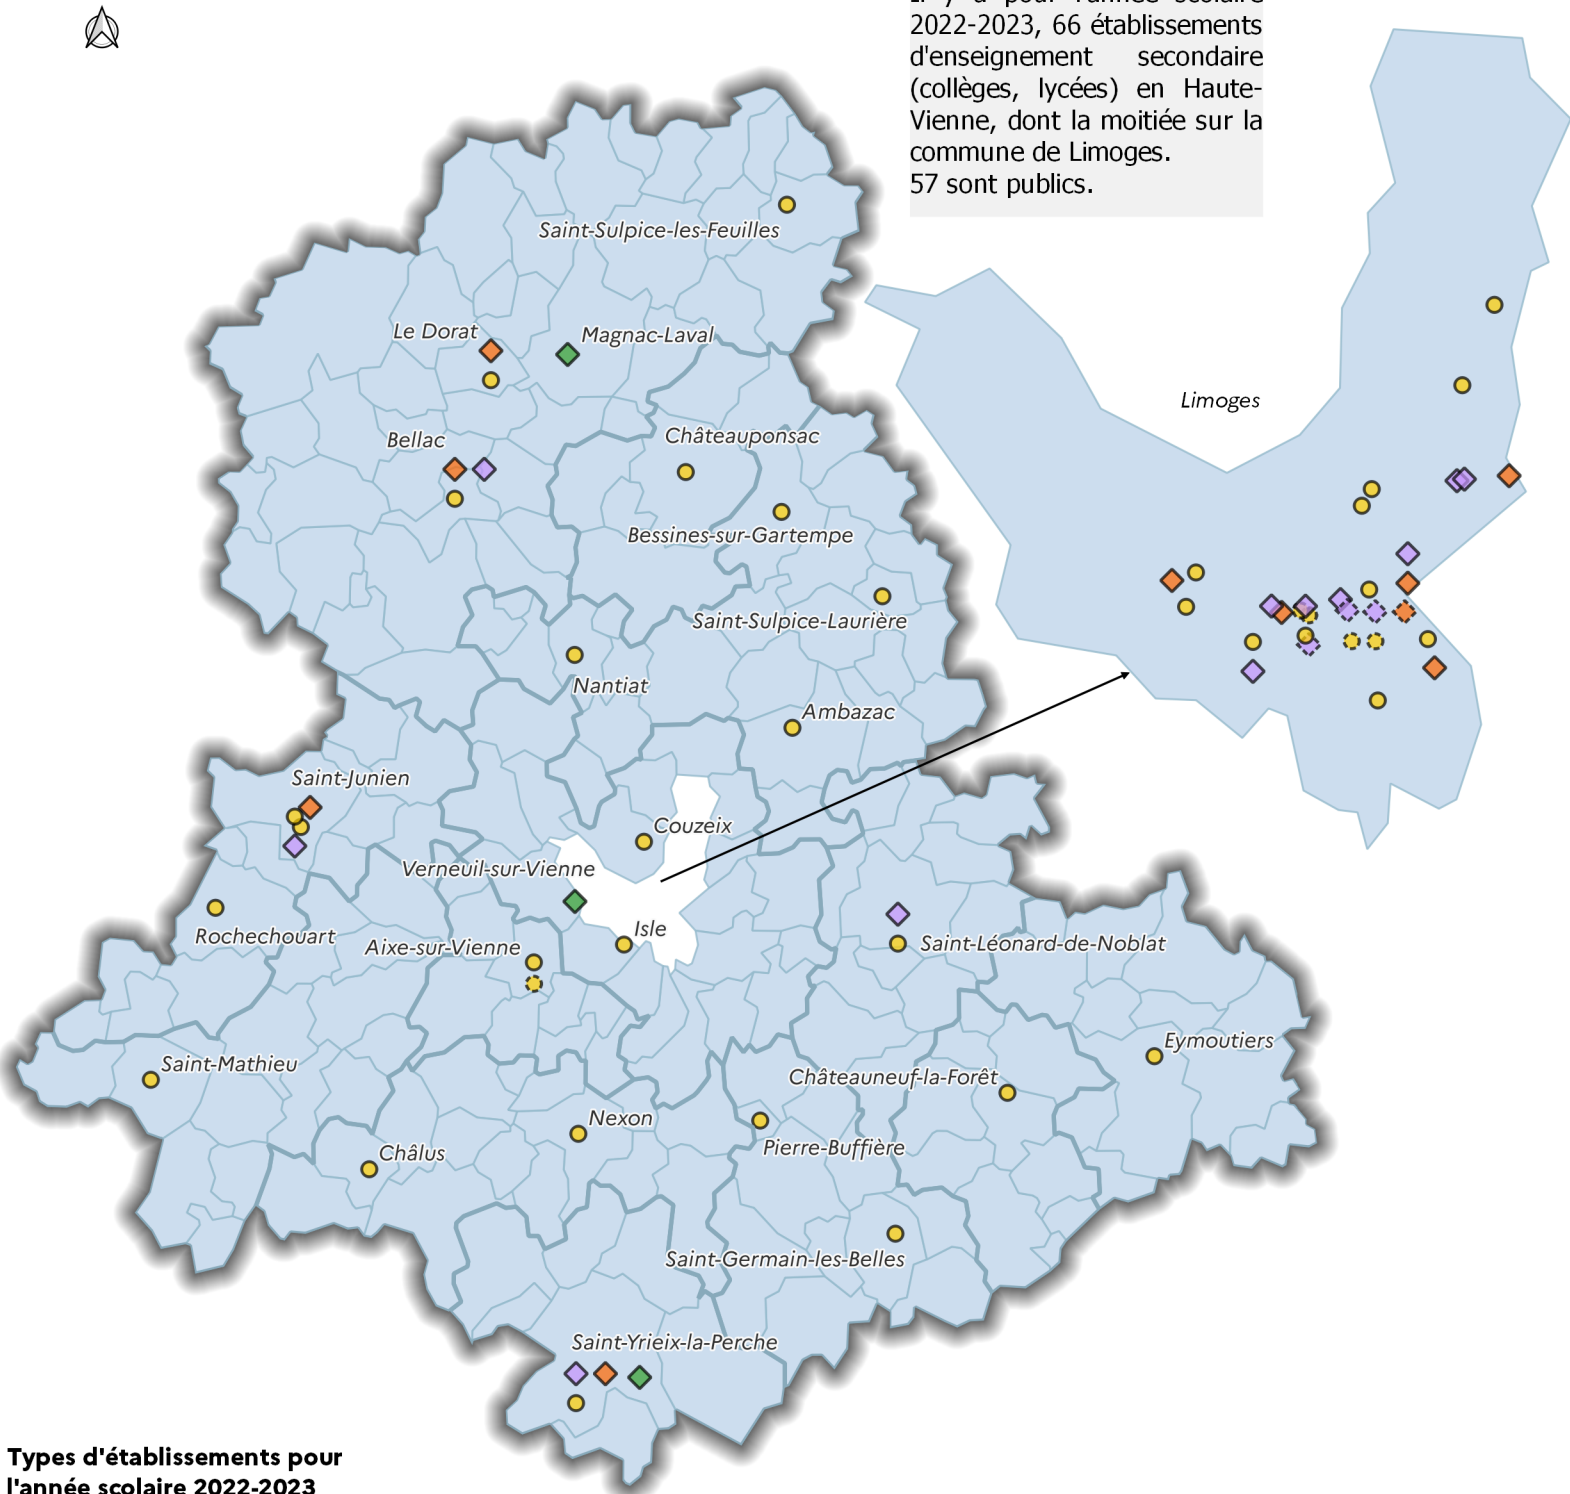 2022-2023, 66 établissements
d'enseignement secondaire
(collèges, lycées) en Haute-
Vienne, dont la moitiée sur la
commune de Limoges.
57 sont publics.
Saint-Sulpice-les-Feuilles
Le Dorat
Magnac-Laval
Limoges
Bellac
Châteauponsac
Bessines-sur-Gartempe
Saint-Sulpice-Laurière
Nantiat
Ambazac
Saint-Junien
Couzeix
Verneuil-sur-Vienne
Isle
Rochechouart
Aixe-sur-Vienne
Saint-Léonard-de-Noblat
Eymoutiers
Saint-Mathieu
Châteauneuf-la-Forêt
Nexon
Pierre-Buffière
Châlus
Saint-Germain-les-Belles
Saint-Yrieix-la-Perche
Types d'établissements pour
l'année scolaire 2022-2023